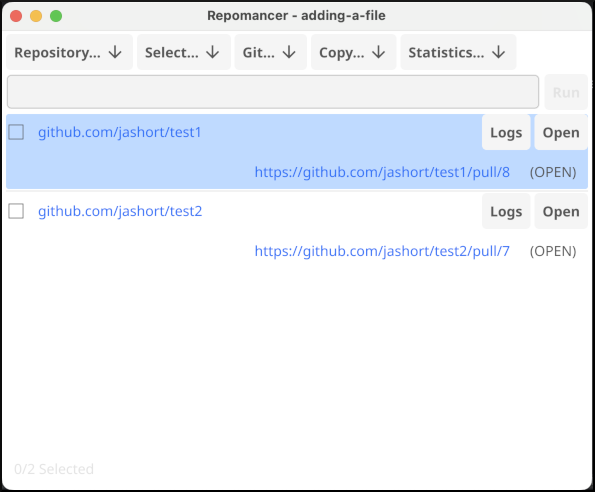 Repomancer - adding-a-file
Repository... Select... Git... Copy... Statistics...
Run
github.com/jashort/test1 Logs Open
https://github.com/jashort/test1/pull/8 (OPEN)
github.com/jashort/test2 Logs Open
https://github.com/jashort/test2/pull/7 (OPEN)
0/2 Selected